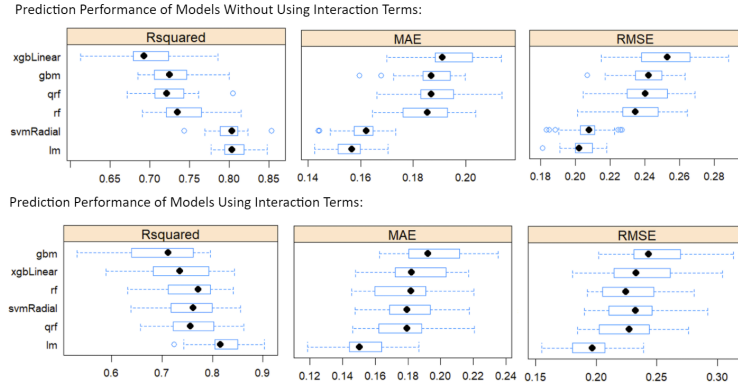 Prediction Performance of Models Without Using Interaction Terms:
Rsquared MAE RMSE
xgbLinear
gbm
qrf
rf
svmRadial
lm
0.65 0.70 0.75 0.80 0.85 0.14 0.16 0.18 0.20 0.18 0.20 0.22 0.24 0.26 0.28
Prediction Performance of Models Using Interaction Terms:
Rsquared MAE RMSE
gbm
xgbLinear
rf
svmRadial
qrf
lm
0.6 0.7 0.8 0.9 0.12 0.14 0.16 0.18 0.20 0.22 0.24 0.15 0.20 0.25 0.30